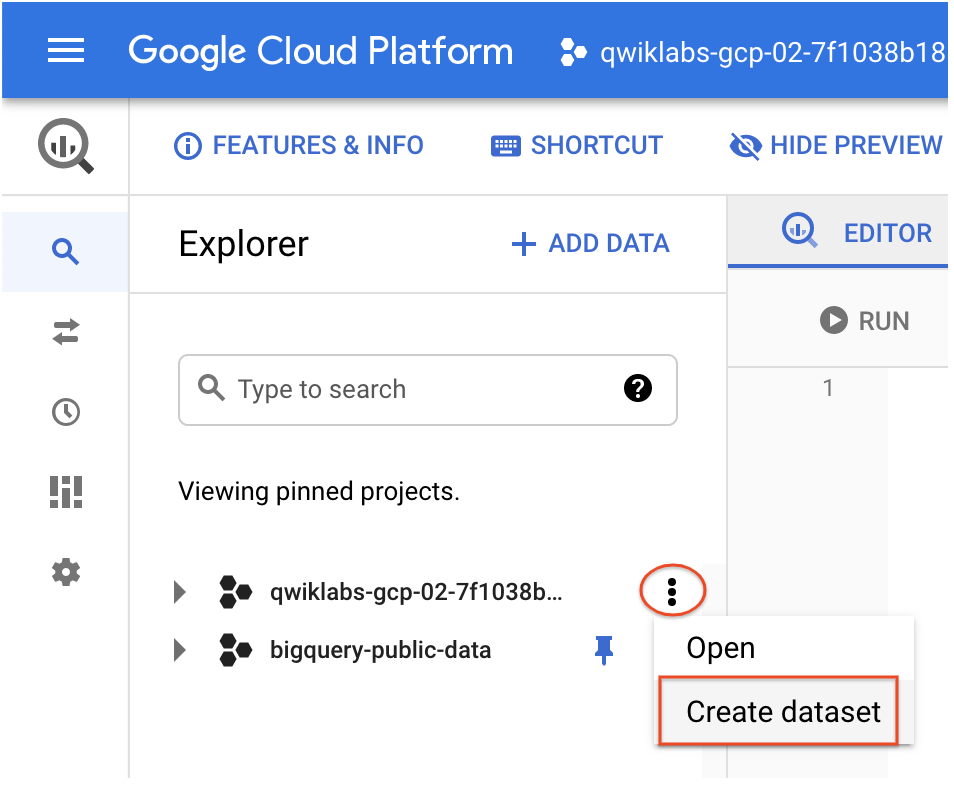 Google Cloud Platform
qwiklabs-gcp-02-7f1038b18
FEATURES & INFO
SHORTCUT
HIDE PREVIEW
Explorer
ADD DATA
EDITOR
RUN
Type to search
?
1
Viewing pinned projects.
qwiklabs-gcp-02-7f1038b...
bigquery-public-data
Open
Create dataset